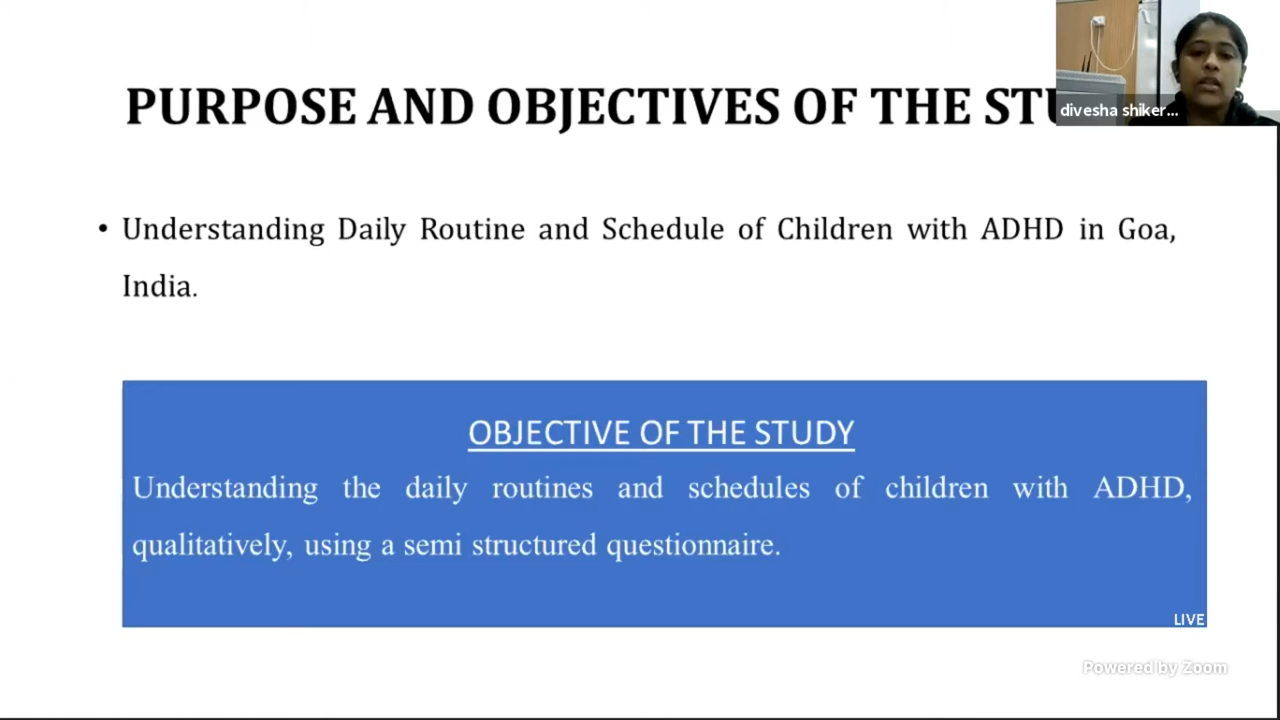 PURPOSE AND OBJECTIVES OF THE STU
divesha shiker...
• Understanding Daily Routine and Schedule of Children with ADHD in Goa,
India.
OBJECTIVE OF THE STUDY
Understanding the daily routines and schedules of children with ADHD,
qualitatively, using a semi structured questionnaire.
LIVE
Powered by Zoom